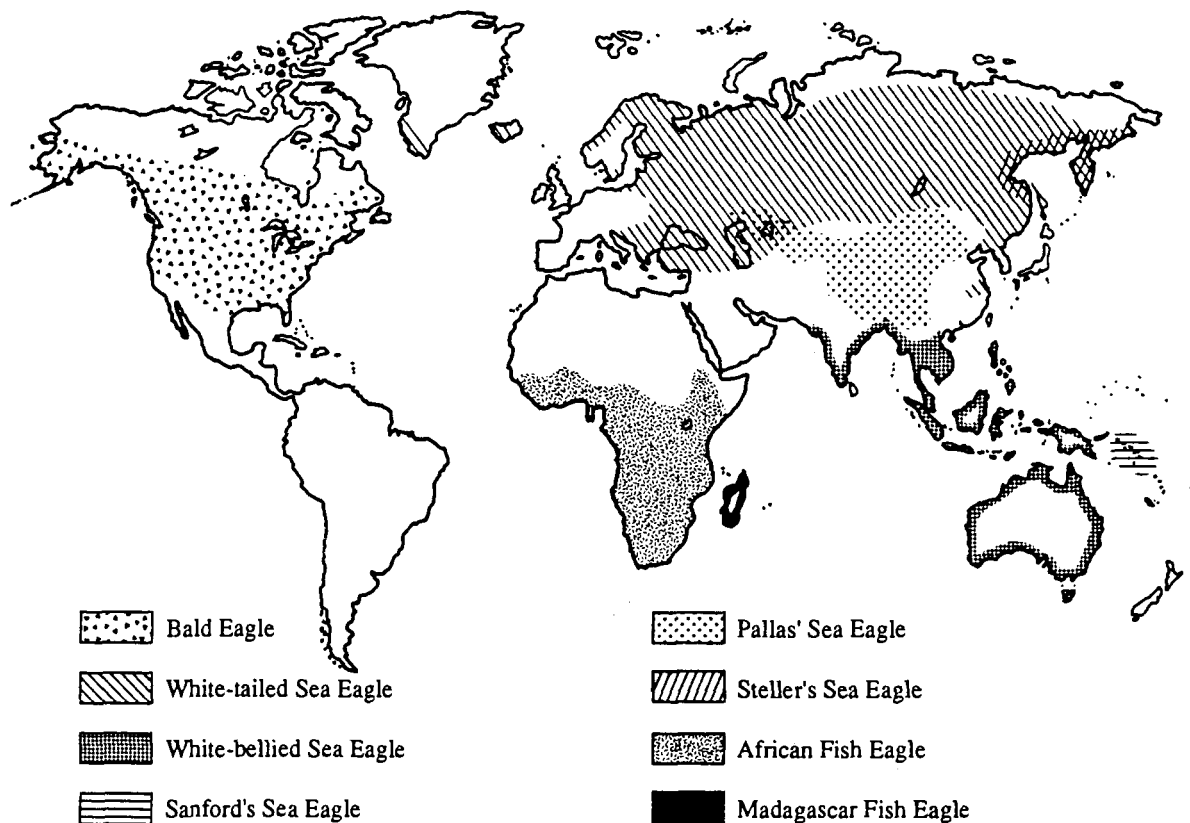 Bald Eagle
White-tailed Sea Eagle
White-bellied Sea Eagle
Sanford's Sea Eagle
Pallas' Sea Eagle
Steller's Sea Eagle
African Fish Eagle
Madagascar Fish Eagle